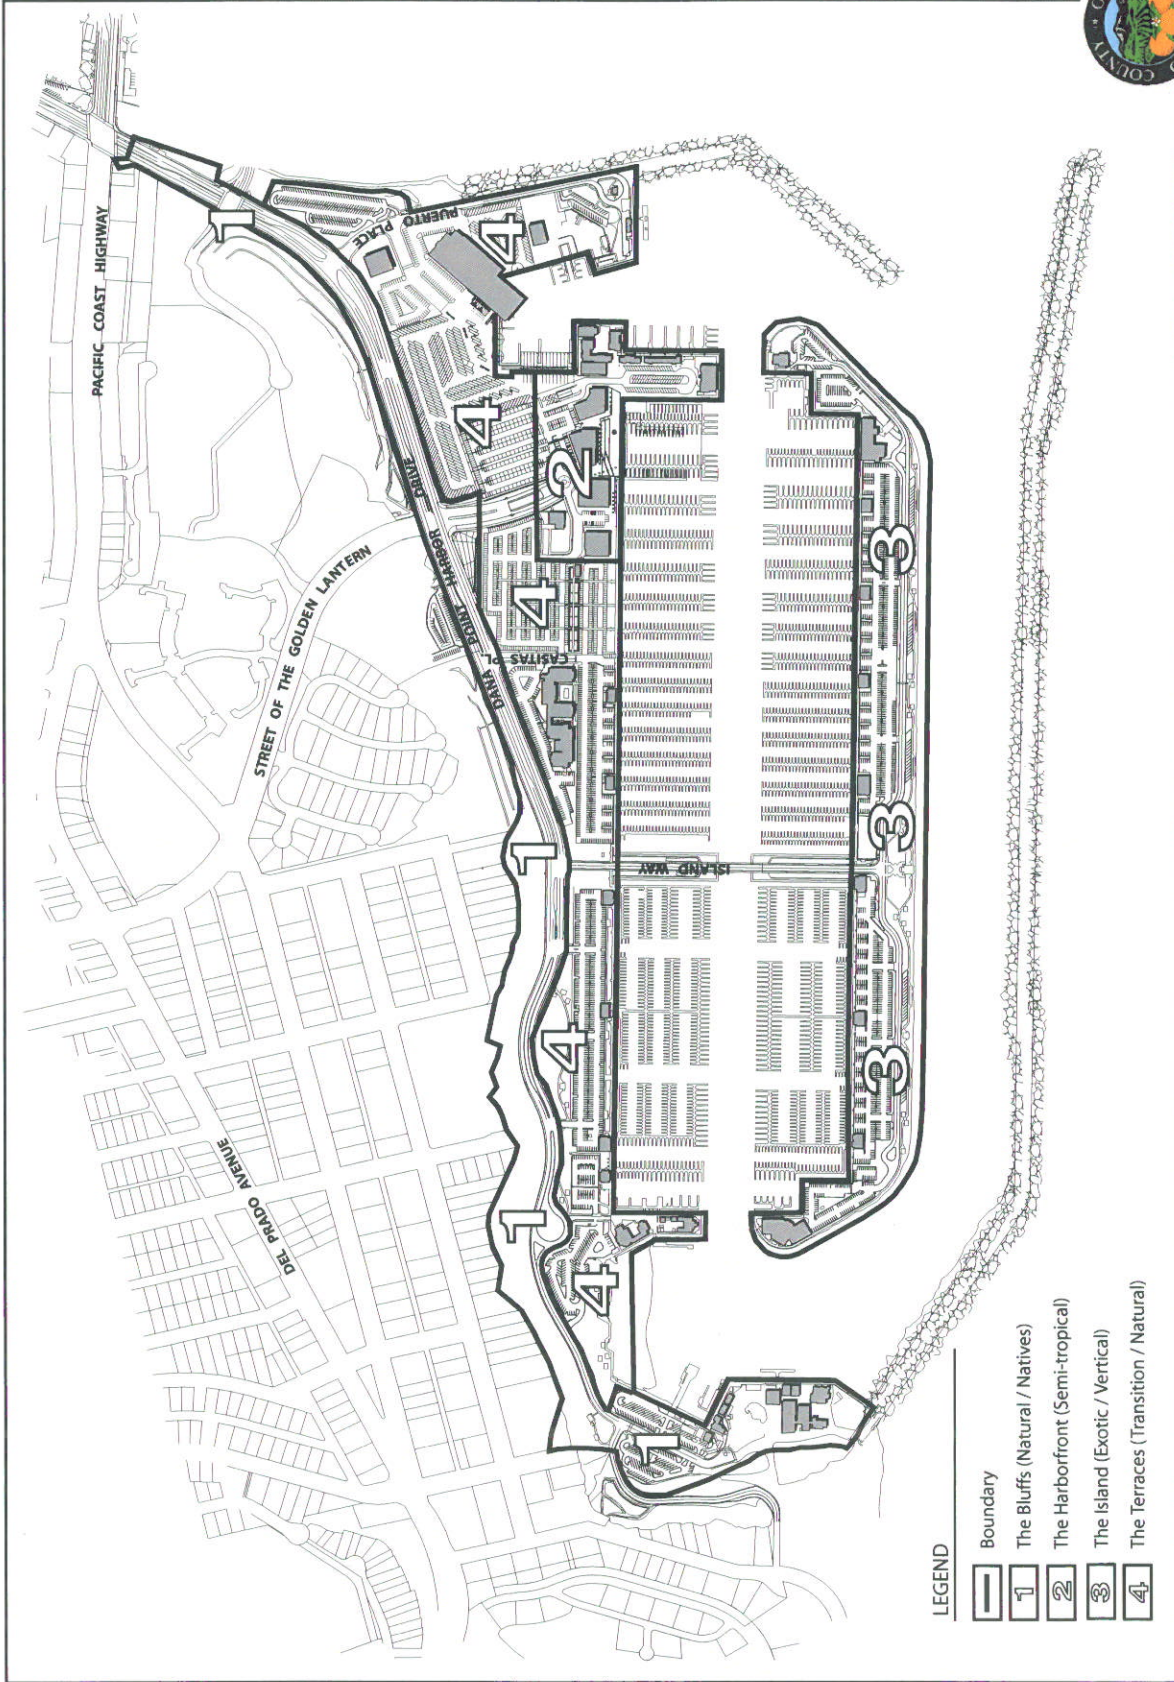 PACIFIC COAST HIGHWAY
DEL PRADO AVENUE
STREET OF THE GOLDEN LANTERN
DANA POINT HARBOR DRIVE
PUERTO PLACE
CASITAS PL.
ISLAND WAY
1
1
1
1
4
4
4
4
4
2
3
3
3
LEGEND
Boundary
1 The Bluffs (Natural / Natives)
2 The Harborfront (Semi-tropical)
3 The Island (Exotic / Vertical)
4 The Terraces (Transition / Natural)
COUNTY